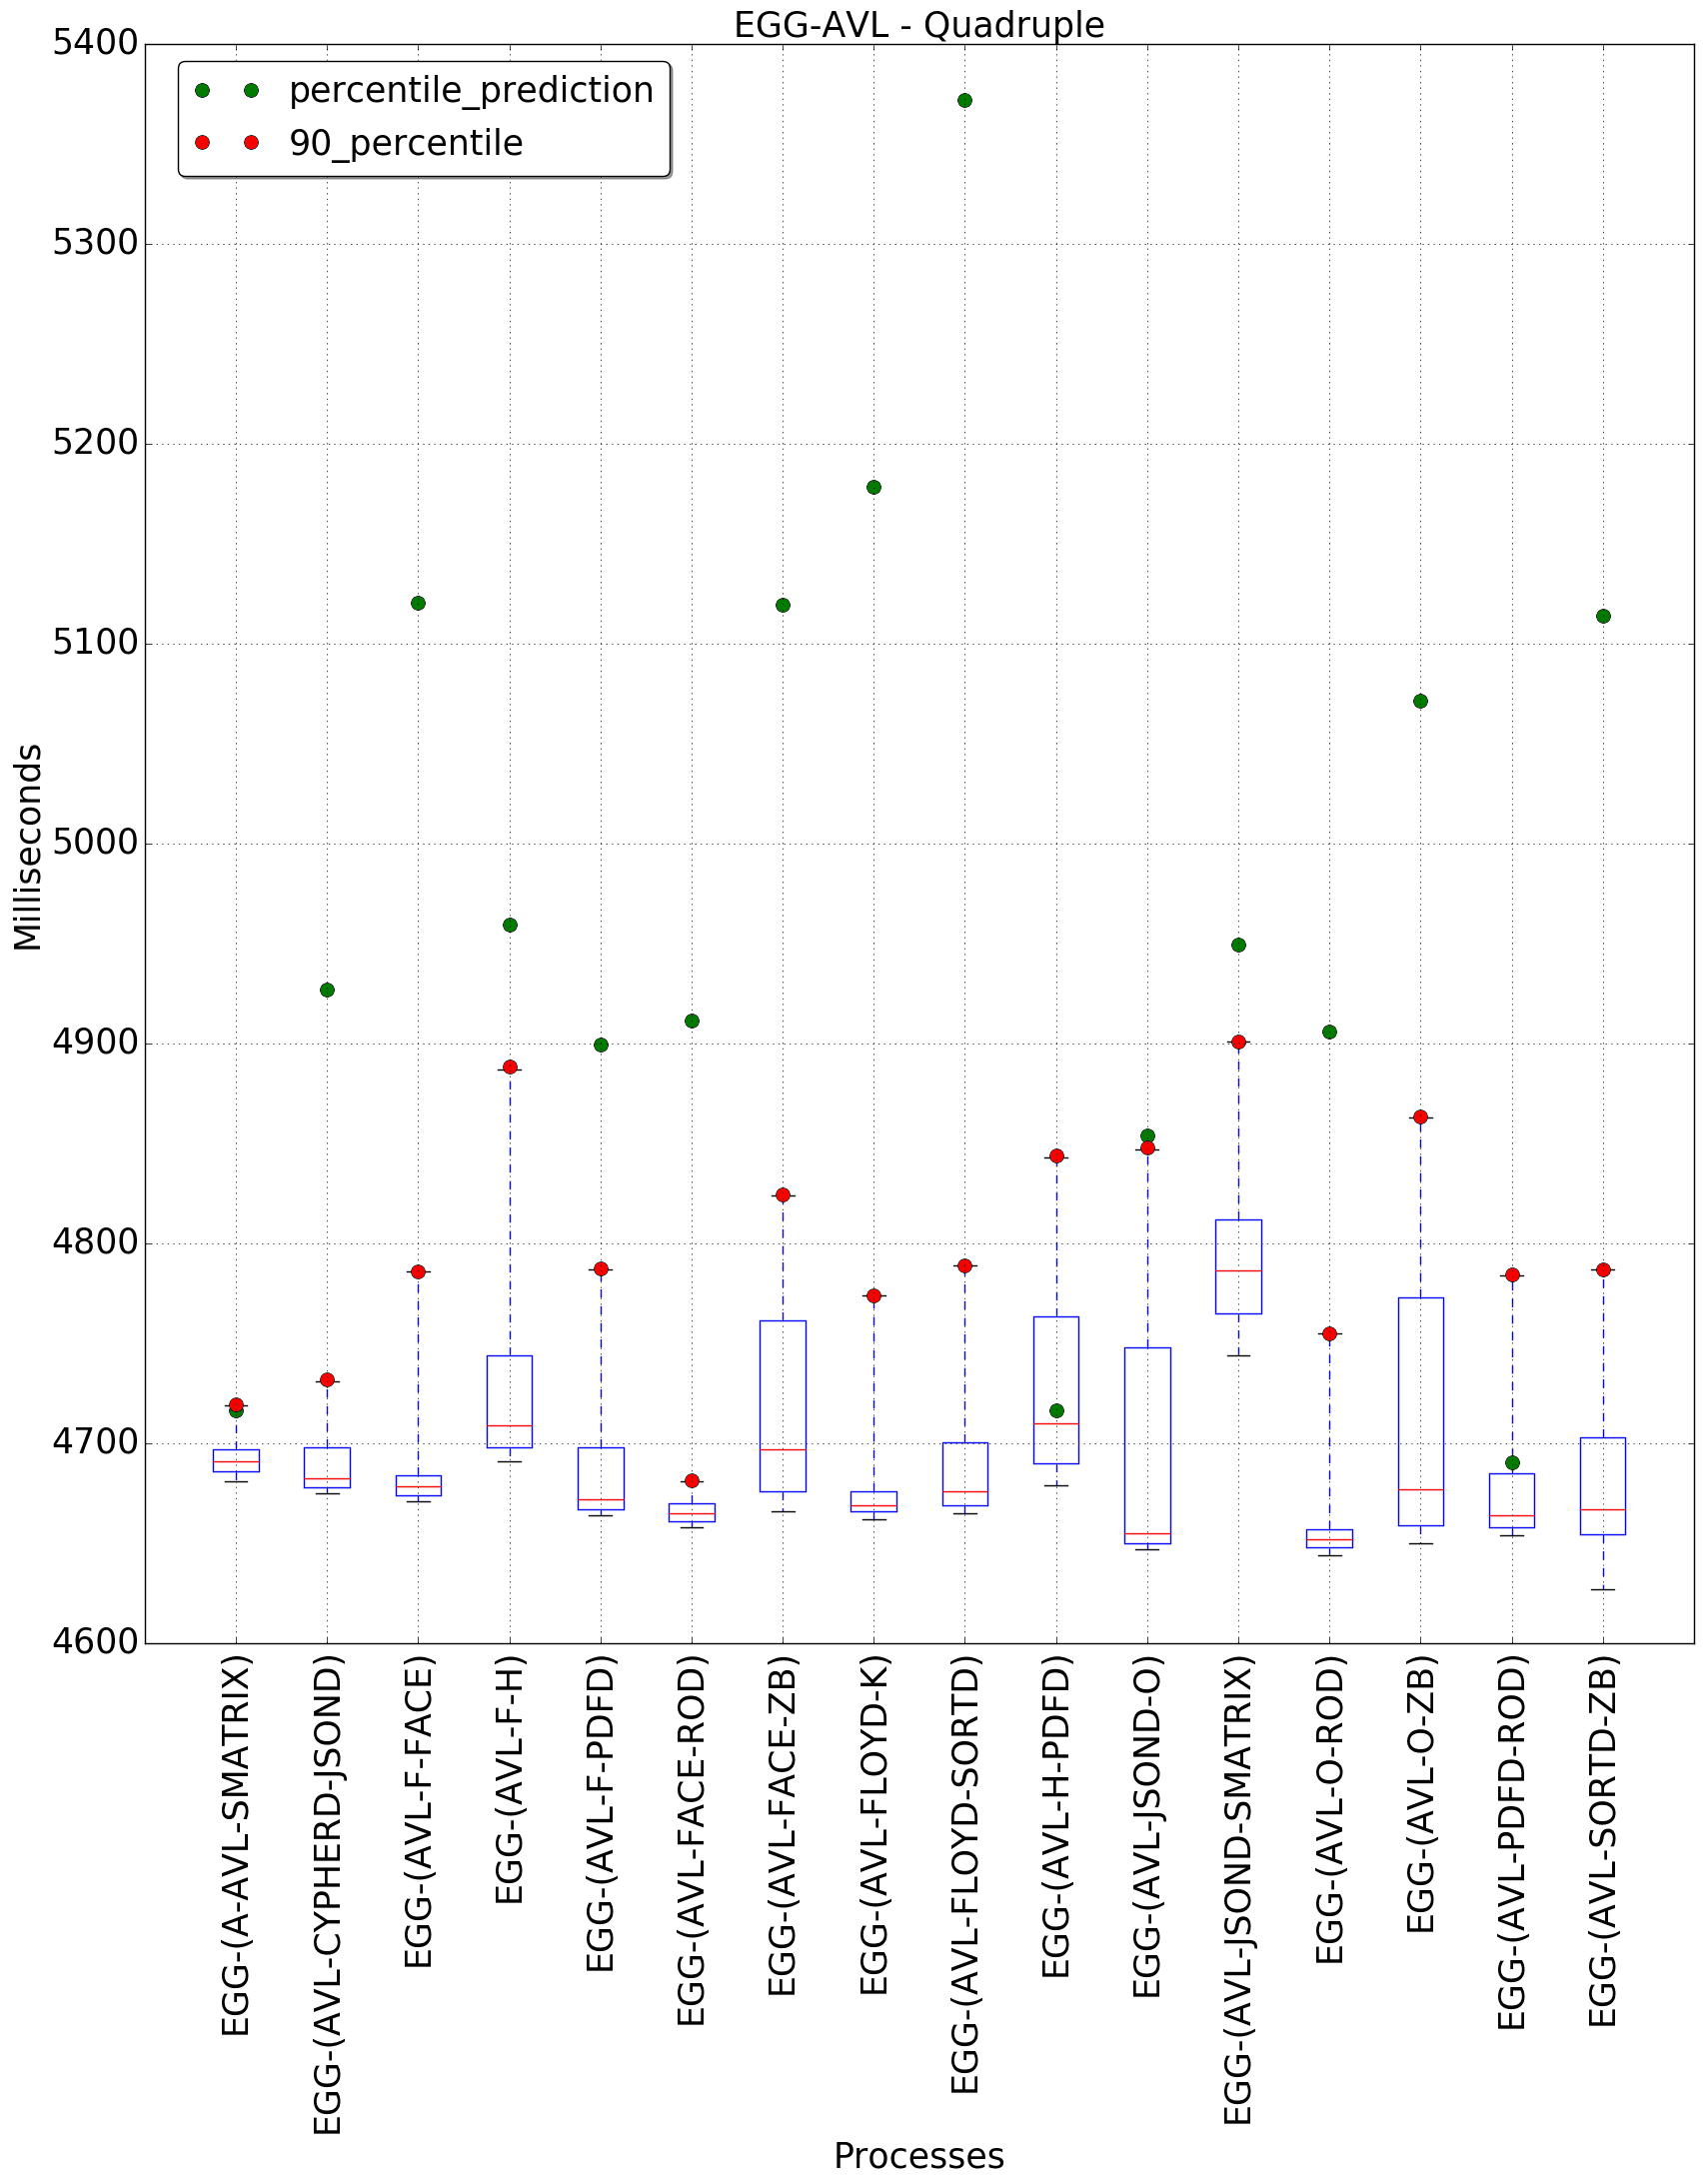 EGG-AVL - Quadruple
percentile_prediction
90_percentile
5400
5300
5200
5100
5000
4900
4800
4700
4600
Milliseconds
EGG-(A-AVL-SMATRIX)
EGG-(AVL-CYPHERD-JSOND)
EGG-(AVL-F-FACE)
EGG-(AVL-F-H)
EGG-(AVL-F-PDFD)
EGG-(AVL-FACE-ROD)
EGG-(AVL-FACE-ZB)
EGG-(AVL-FLOYD-K)
EGG-(AVL-FLOYD-SORTD)
EGG-(AVL-H-PDFD)
EGG-(AVL-JSOND-O)
EGG-(AVL-JSOND-SMATRIX)
EGG-(AVL-O-ROD)
EGG-(AVL-O-ZB)
EGG-(AVL-PDFD-ROD)
EGG-(AVL-SORTD-ZB)
Processes